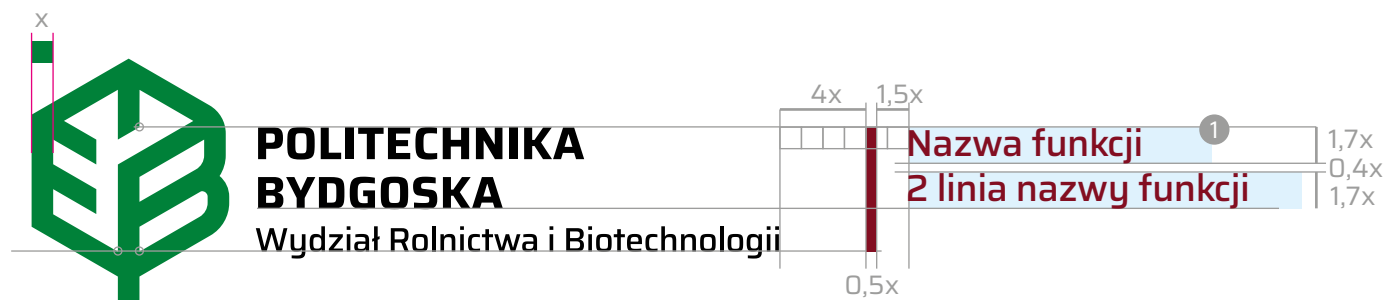 x
4x
1,5x
POLITECHNIKA
BYDGOSKA
Wydział Rolnictwa i Biotechnologii
Nazwa funkcji
1
2 linia nazwy funkcji
1,7x
0,4x
1,7x
0,5x